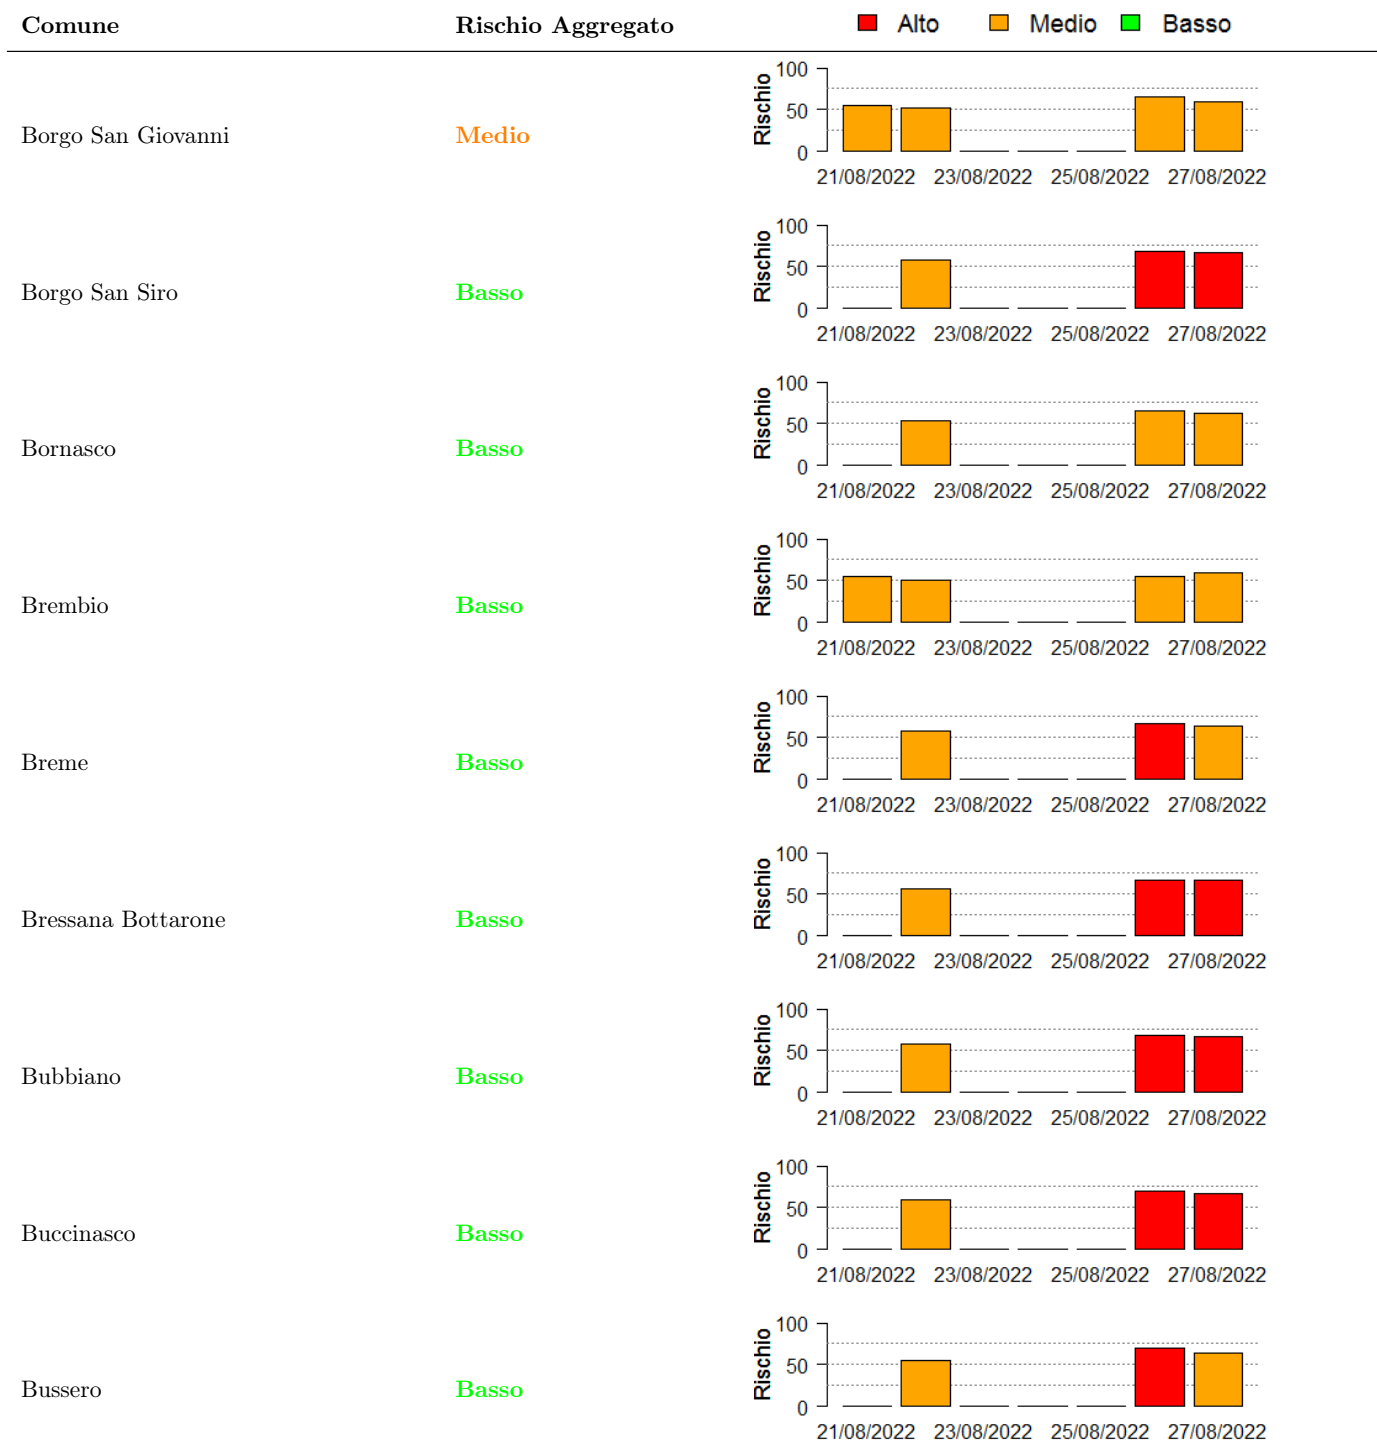 Comune Rischio Aggregato Alto Medio Basso
Borgo San Giovanni Medio
Rischio
100
50
0
21/08/2022 23/08/2022 25/08/2022 27/08/2022
Borgo San Siro Basso
Rischio
100
50
0
21/08/2022 23/08/2022 25/08/2022 27/08/2022
Bornasco Basso
Rischio
100
50
0
21/08/2022 23/08/2022 25/08/2022 27/08/2022
Brembio Basso
Rischio
100
50
0
21/08/2022 23/08/2022 25/08/2022 27/08/2022
Breme Basso
Rischio
100
50
0
21/08/2022 23/08/2022 25/08/2022 27/08/2022
Bressana Bottarone Basso
Rischio
100
50
0
21/08/2022 23/08/2022 25/08/2022 27/08/2022
Bubbiano Basso
Rischio
100
50
0
21/08/2022 23/08/2022 25/08/2022 27/08/2022
Buccinasco Basso
Rischio
100
50
0
21/08/2022 23/08/2022 25/08/2022 27/08/2022
Bussero Basso
Rischio
100
50
0
21/08/2022 23/08/2022 25/08/2022 27/08/2022